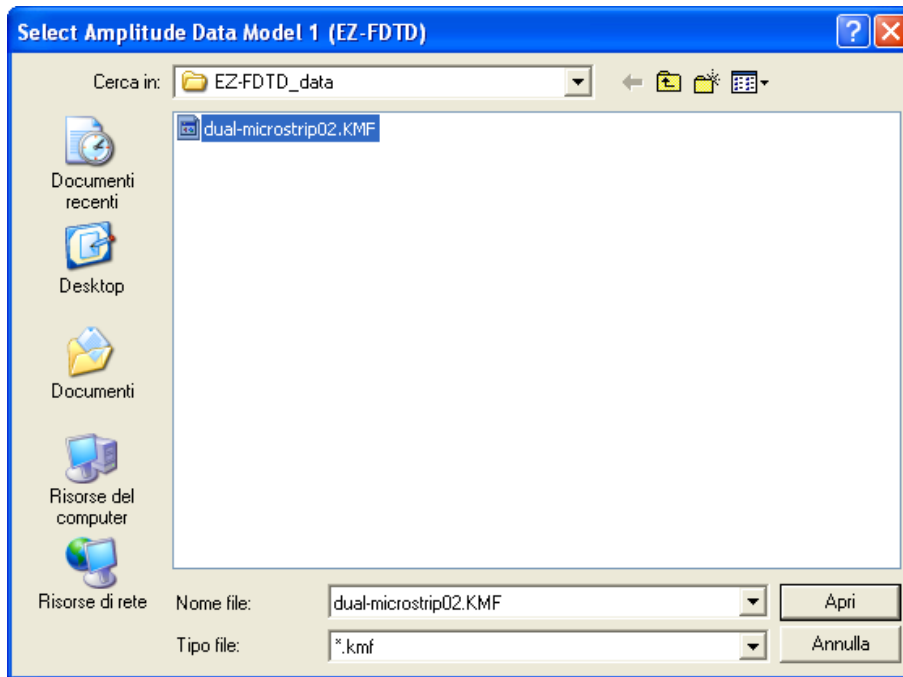 Select Amplitude Data Model 1 (EZ-FDTD)
Cerca in: EZ-FDTD_data
dual-microstrip02.KMF
Documenti
recenti
Desktop
Documenti
Risorse del
computer
Risorse di rete
Nome file: dual-microstrip02.KMF Apri
Tipo file: *.kmf Annulla